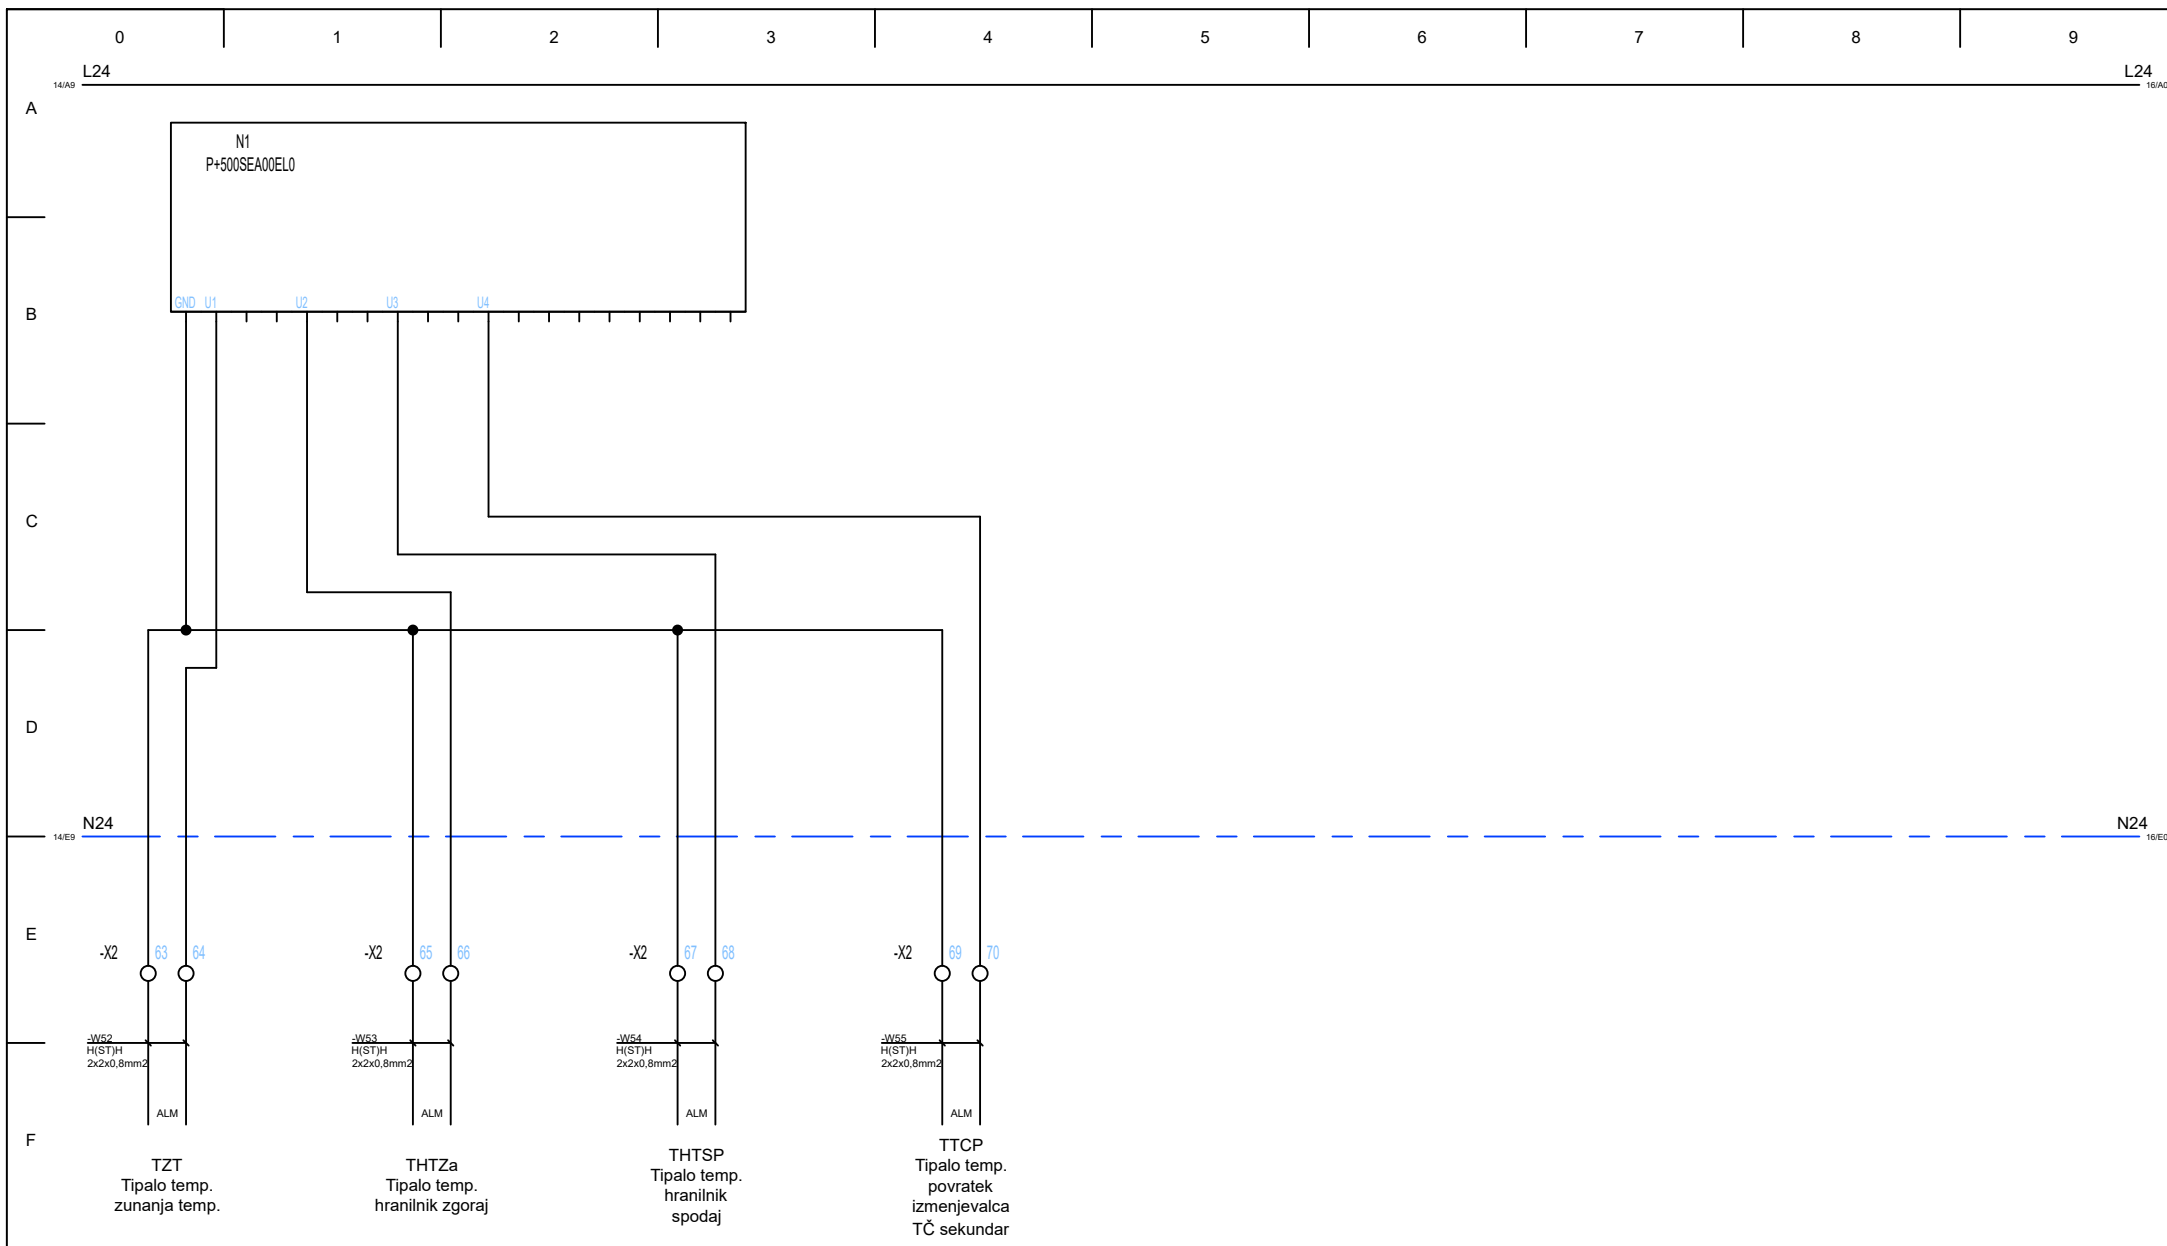 0 1 2 3 4 5 6 7 8 9
L24 L24
14/A9 16/A0
A
N1
P+500SEA00EL0
GND U1 U2 U3 U4
B
C
D
N24 N24
14/E9 16/E0
E
-X2 63 64 -X2 65 66 -X2 67 68 -X2 69 70
-W52 -W53 -W54 -W55
H(ST)H H(ST)H H(ST)H H(ST)H
2x2x0,8mm2 2x2x0,8mm2 2x2x0,8mm2 2x2x0,8mm2
ALM ALM ALM ALM
F
TZT
Tipalo temp.
zunanja temp.
THTZa
Tipalo temp.
hranilnik zgoraj
THTSP
Tipalo temp.
hranilnik
spodaj
TTCP
Tipalo temp.
povratek
izmenjevalca
TČ sekundar